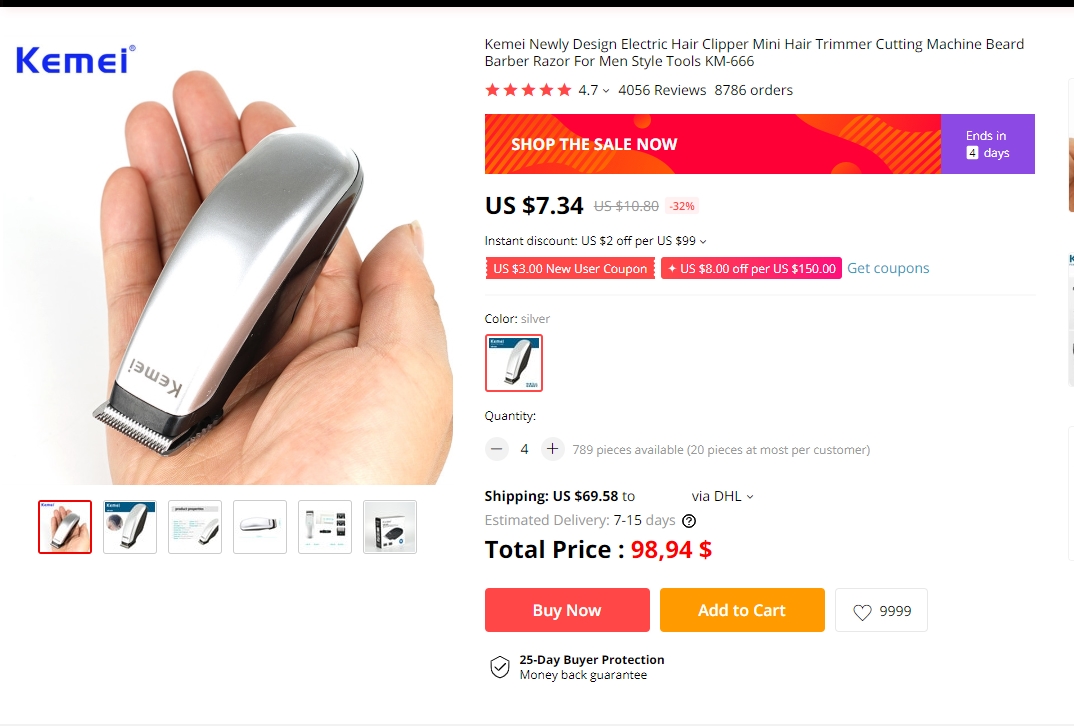 Kemei®
Kemei
Kemei Newly Design Electric Hair Clipper Mini Hair Trimmer Cutting Machine Beard
Barber Razor For Men Style Tools KM-666
4.7 4056 Reviews 8786 orders
SHOP THE SALE NOW
Ends in
4 days
US $7.34 US $10.80 -32%
Instant discount: US $2 off per US $99
US $3.00 New User Coupon + US $8.00 off per US $150.00 Get coupons
Color: silver
Kemei
Quantity:
− 4 + 789 pieces available (20 pieces at most per customer)
Kemei
Kemei
product properties
Shipping: US $69.58 to via DHL
Estimated Delivery: 7-15 days ?
Total Price : 98,94 $
Buy Now Add to Cart 9999
25-Day Buyer Protection
Money back guarantee